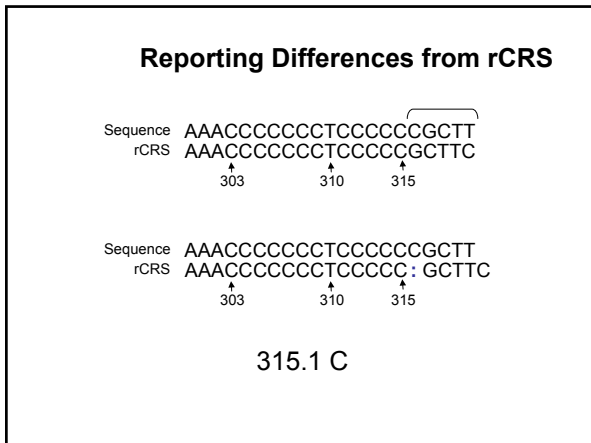 Reporting Differences from rCRS
Sequence AAACCCCCCCTCCCCCCGCTT
rCRS AAACCCCCCCTCCCCCGCTTC
303 310 315
Sequence AAACCCCCCCTCCCCCCGCTT
rCRS AAACCCCCCCTCCCCC : GCTTC
303 310 315
315.1 C